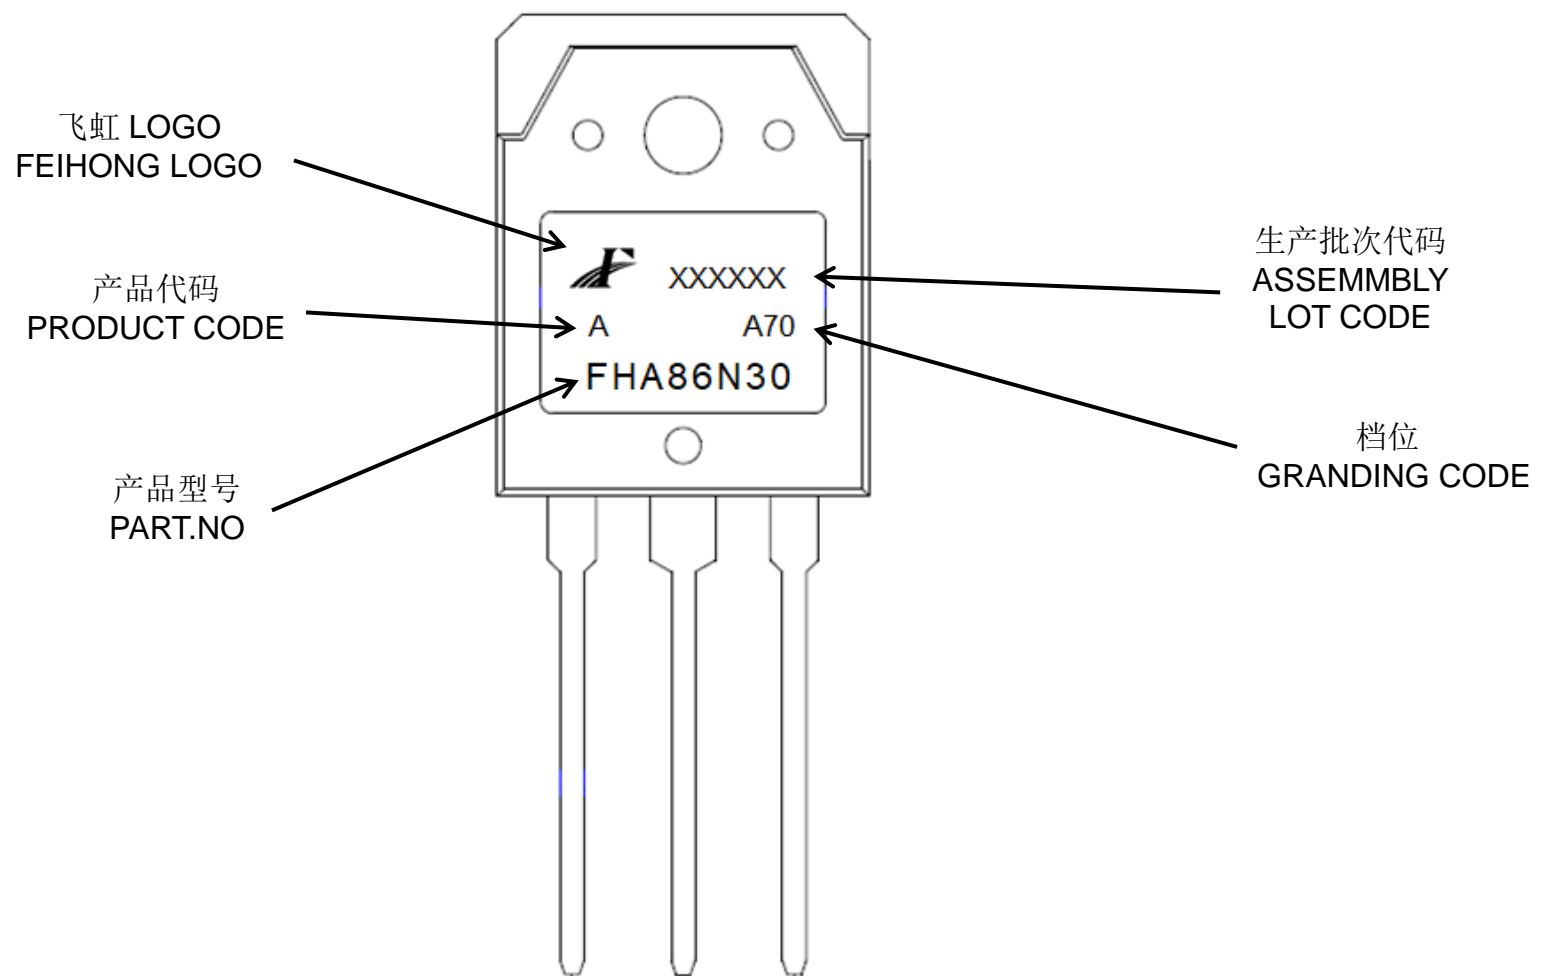 飞虹 LOGO
FEIHONG LOGO
产品代码
PRODUCT CODE
产品型号
PART.NO
XXXXXX
A A70
FHA86N30
生产批次代码
ASSEMMBLY
LOT CODE
档位
GRANDING CODE